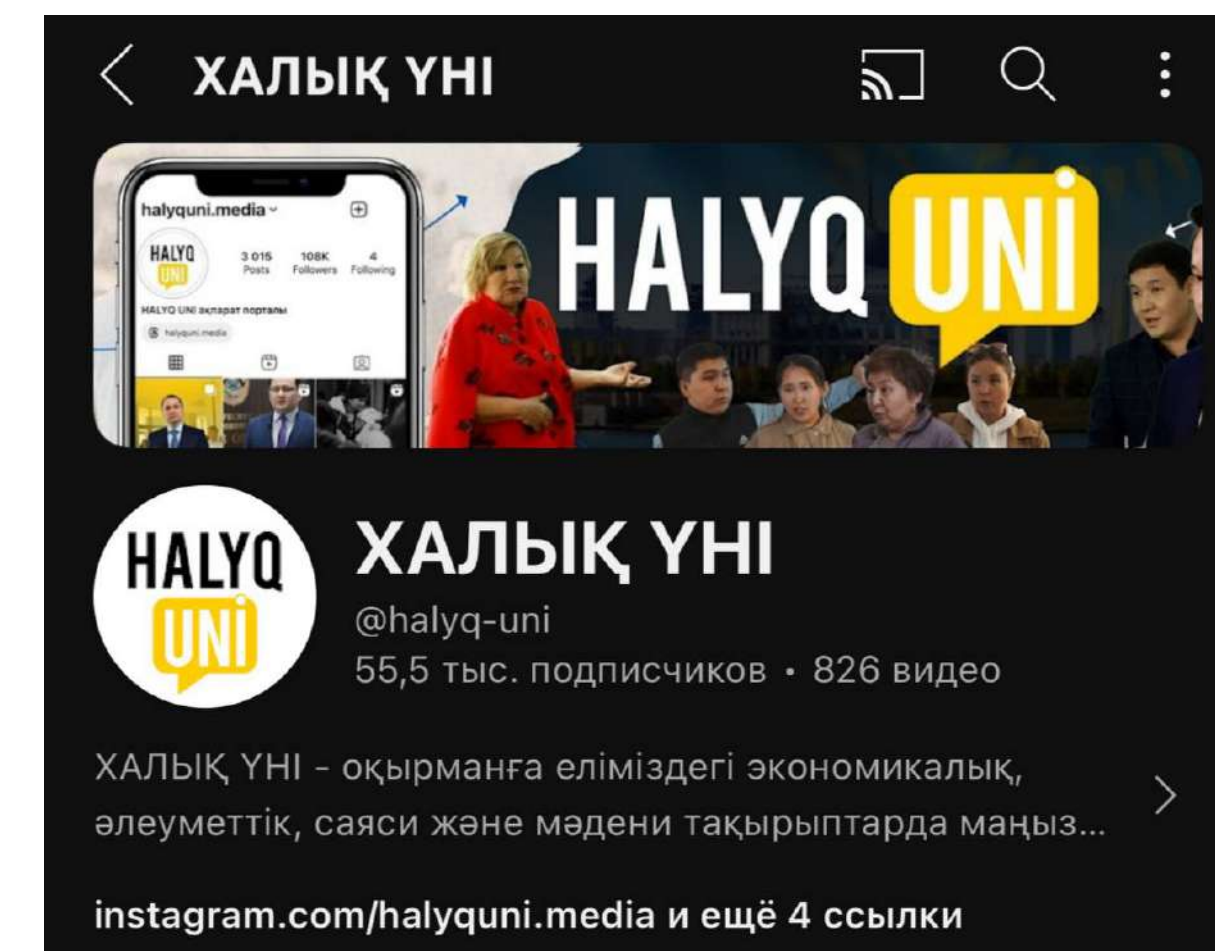 ХАЛЫҚ ҮНІ
halyquni.media
HALYQ
UNİ
3 015
108K
4
Posts
Followers
Following
HALYQ UNI ақпарат порталы
halyquni.media
HALYQ UNİ
HALYQ
UNİ
ХАЛЫҚ ҮНІ
@halyq-uni
55,5 тыс. подписчиков • 826 видео
ХАЛЫҚ ҮНІ - оқырманға еліміздегі экономикалық,
әлеуметтік, саяси және мәдени тақырыптарда маңыз...
instagram.com/halyquni.media и ещё 4 ссылки